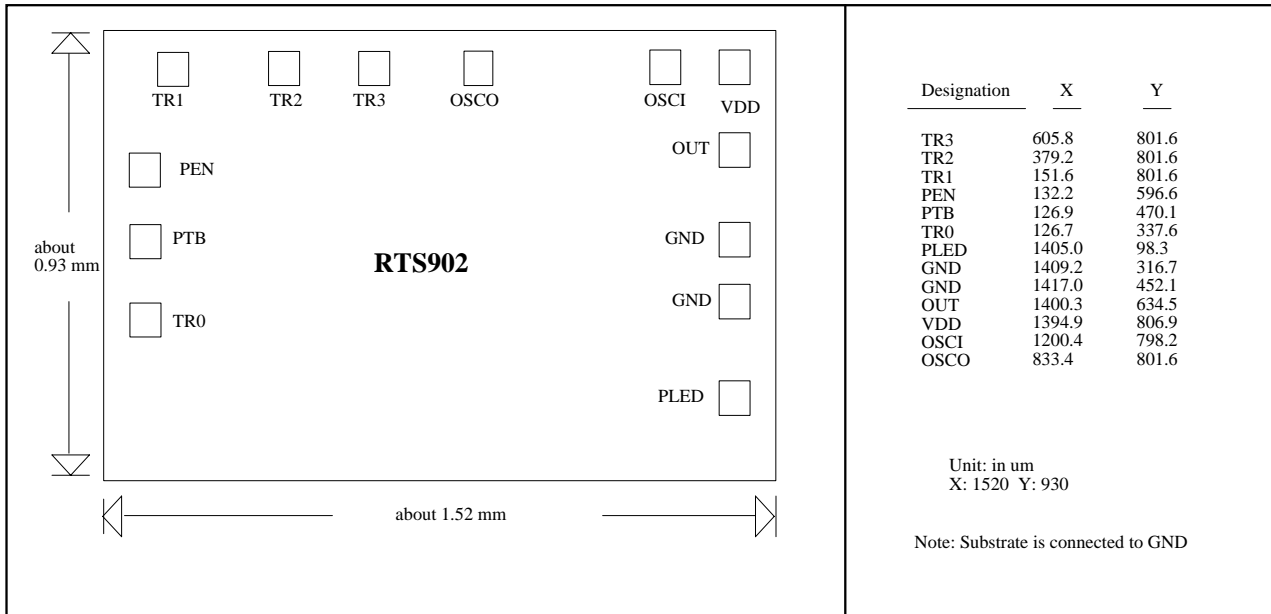 TR1 TR2 TR3 OSCO OSCI VDD
OUT
PEN
PTB
GND
about
0.93 mm
RTS902
GND
TR0
PLED
about 1.52 mm
Designation X Y
TR3 605.8 801.6
TR2 379.2 801.6
TR1 151.6 801.6
PEN 132.2 596.6
PTB 126.9 470.1
TR0 126.7 337.6
PLED 1405.0 98.3
GND 1409.2 316.7
GND 1417.0 452.1
OUT 1400.3 634.5
VDD 1394.9 806.9
OSCI 1200.4 798.2
OSCO 833.4 801.6
Unit: in um
X: 1520 Y: 930
Note: Substrate is connected to GND